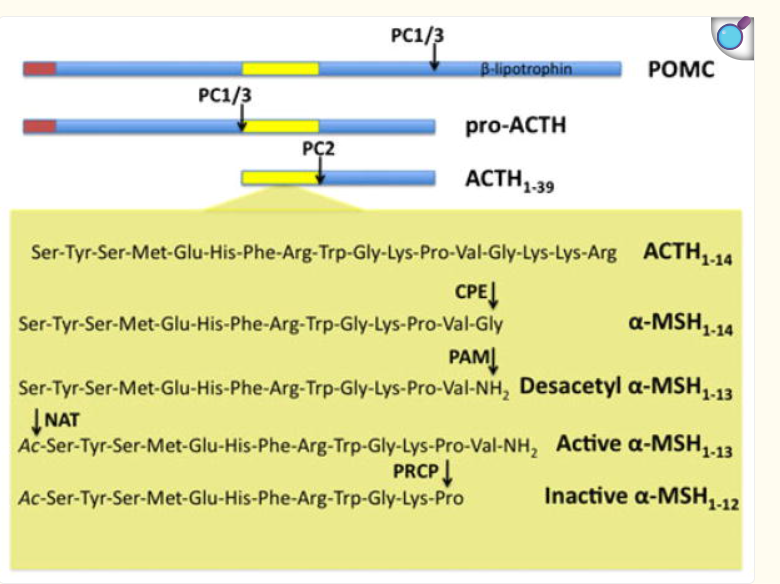 PC1/3
β-lipotrophin POMC
PC1/3
pro-ACTH
PC2
ACTH1-39
Ser-Tyr-Ser-Met-Glu-His-Phe-Arg-Trp-Gly-Lys-Pro-Val-Gly-Lys-Lys-Arg ACTH1-14
CPE
Ser-Tyr-Ser-Met-Glu-His-Phe-Arg-Trp-Gly-Lys-Pro-Val-Gly α-MSH1-14
PAM
Ser-Tyr-Ser-Met-Glu-His-Phe-Arg-Trp-Gly-Lys-Pro-Val-NH2 Desacetyl α-MSH1-13
NAT
Ac-Ser-Tyr-Ser-Met-Glu-His-Phe-Arg-Trp-Gly-Lys-Pro-Val-NH2 Active α-MSH1-13
PRCP
Ac-Ser-Tyr-Ser-Met-Glu-His-Phe-Arg-Trp-Gly-Lys-Pro Inactive α-MSH1-12